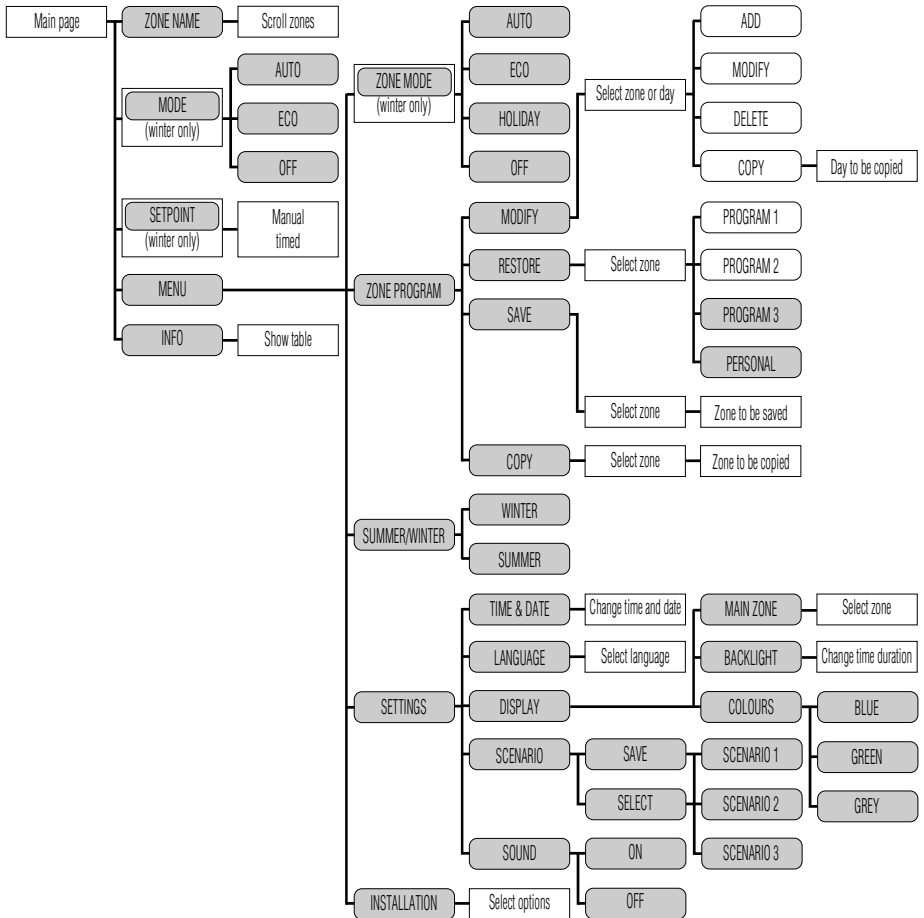 Main page
ZONE NAME
Scroll zones
MODE
(winter only)
AUTO
ECO
OFF
SETPOINT
(winter only)
Manual
timed
MENU
INFO
Show table
ZONE MODE
(winter only)
AUTO
ECO
HOLIDAY
OFF
ZONE PROGRAM
MODIFY
Select zone or day
ADD
MODIFY
DELETE
COPY
Day to be copied
RESTORE
Select zone
PROGRAM 1
PROGRAM 2
PROGRAM 3
PERSONAL
SAVE
Select zone
Zone to be saved
COPY
Select zone
Zone to be copied
SUMMER/WINTER
WINTER
SUMMER
SETTINGS
TIME & DATE
Change time and date
LANGUAGE
Select language
DISPLAY
MAIN ZONE
Select zone
BACKLIGHT
Change time duration
COLOURS
BLUE
GREEN
GREY
SCENARIO
SAVE
SELECT
SCENARIO 1
SCENARIO 2
SCENARIO 3
SOUND
ON
OFF
INSTALLATION
Select options